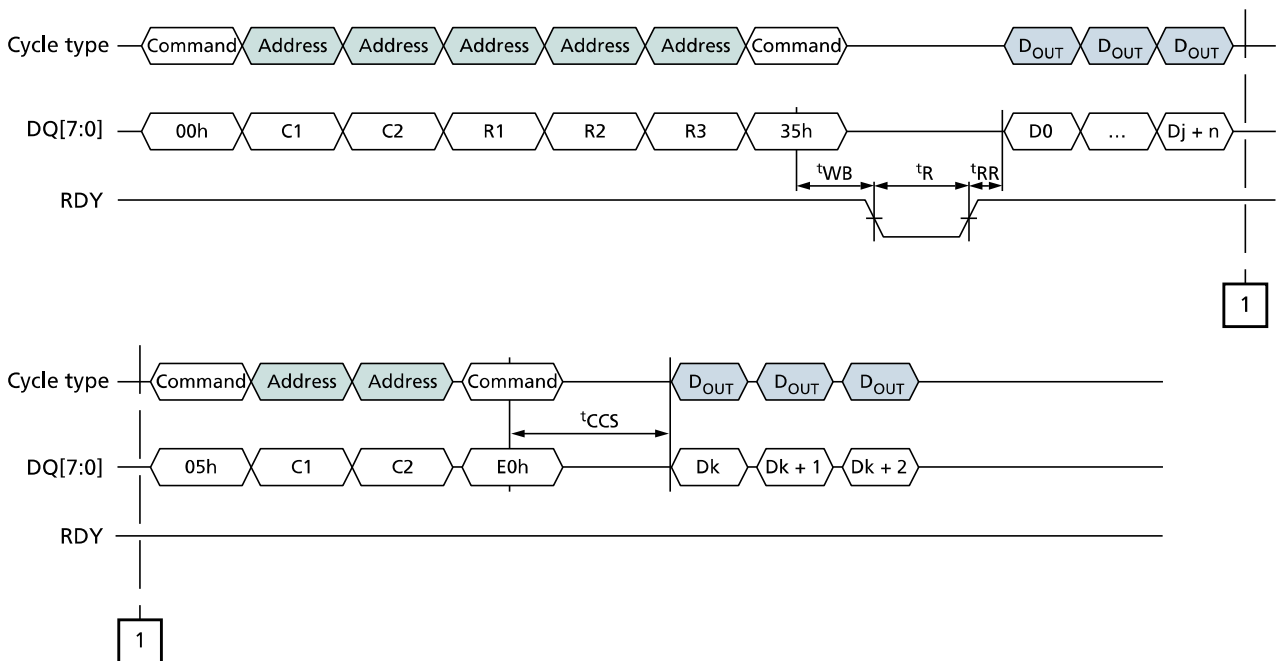 Cycle type Command Address Address Address Address Address Command DOUT DOUT DOUT
DQ[7:0] 00h C1 C2 R1 R2 R3 35h D0 ... Dj + n
tWB tR tRR
RDY
1
Cycle type Command Address Address Command DOUT DOUT DOUT
tCCS
DQ[7:0] 05h C1 C2 E0h Dk Dk + 1 Dk + 2
RDY
1